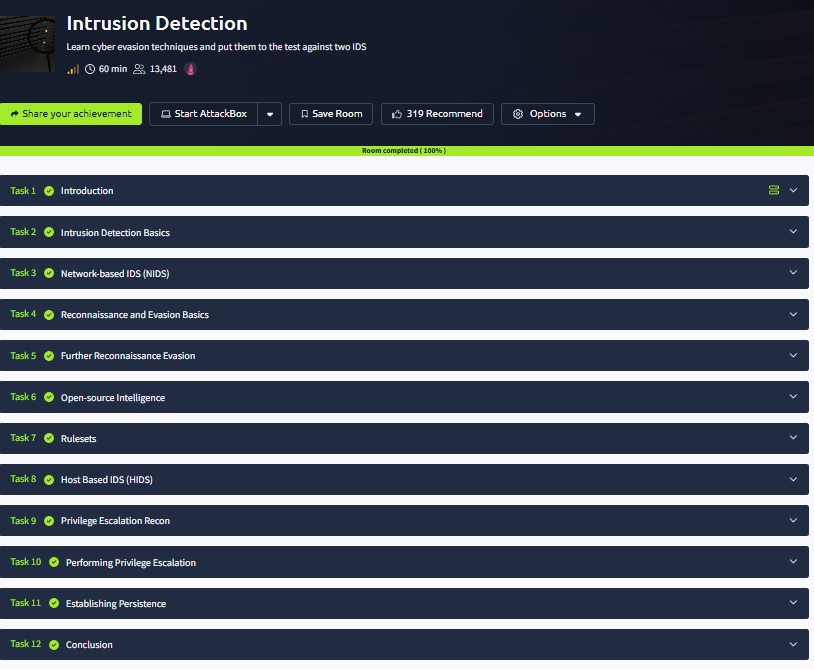 Intrusion Detection
Learn cyber evasion techniques and put them to the test against two IDS
60 min 13,481
Share your achievement Start AttackBox Save Room 319 Recommend Options
Room completed ( 100% )
Task 1 Introduction
Task 2 Intrusion Detection Basics
Task 3 Network-based IDS (NIDS)
Task 4 Reconnaissance and Evasion Basics
Task 5 Further Reconnaissance Evasion
Task 6 Open-source Intelligence
Task 7 Rulesets
Task 8 Host Based IDS (HIDS)
Task 9 Privilege Escalation Recon
Task 10 Performing Privilege Escalation
Task 11 Establishing Persistence
Task 12 Conclusion